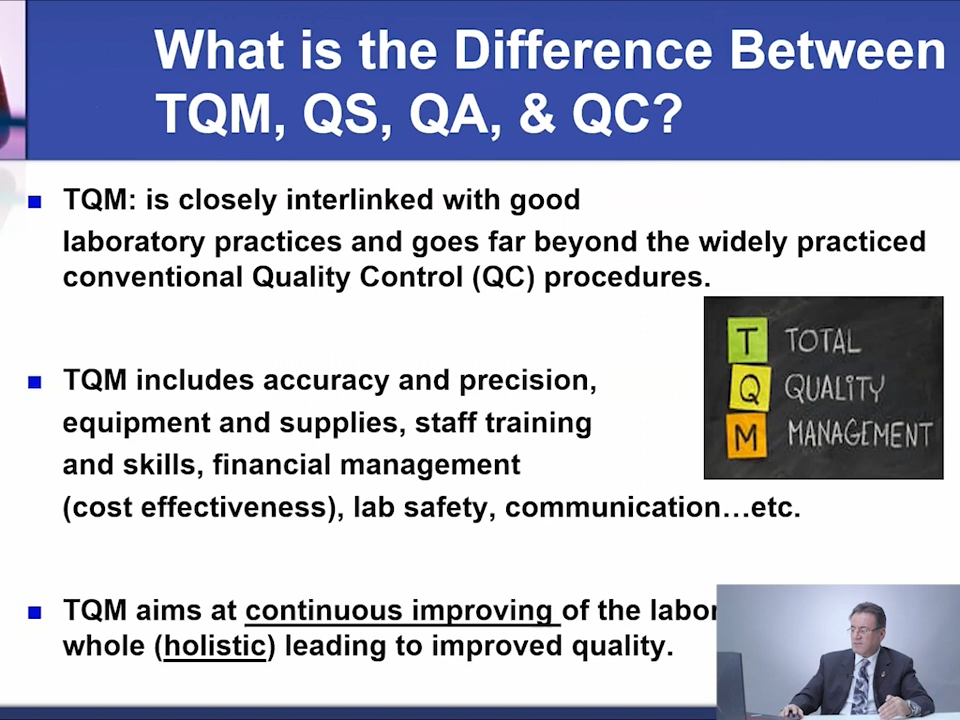 What is the Difference Between
TQM, QS, QA, & QC?
TQM: is closely interlinked with good
laboratory practices and goes far beyond the widely practiced
conventional Quality Control (QC) procedures.
T TOTAL
Q QUALITY
M MANAGEMENT
TQM includes accuracy and precision,
equipment and supplies, staff training
and skills, financial management
(cost effectiveness), lab safety, communication…etc.
TQM aims at continuous improving of the
whole (holistic) leading to improved quality.